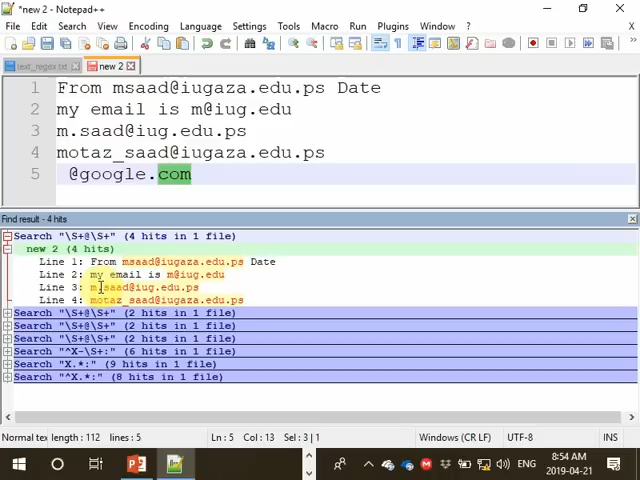 *new 2 - Notepad++
File Edit Search View Encoding Language Settings Tools Macro Run Plugins Window ? X
text_regex.txt new 2
1 From msaad@iugaza.edu.ps Date
2 my email is m@iug.edu
3 m.saad@iug.edu.ps
4 motaz_saad@iugaza.edu.ps
5 @google.com
Find result - 4 hits
Search "\S+@\S+" (4 hits in 1 file)
new 2 (4 hits)
Line 1: From msaad@iugaza.edu.ps Date
Line 2: my email is m@iug.edu
Line 3: m.saad@iug.edu.ps
Line 4: motaz_saad@iugaza.edu.ps
Search "\S+@\S+" (2 hits in 1 file)
Search "\S+@\S+" (2 hits in 1 file)
Search "\S+@\S+" (2 hits in 1 file)
Search "^X-\S+:" (6 hits in 1 file)
Search "X.*:" (9 hits in 1 file)
Search "^X.*:" (8 hits in 1 file)
Normal text length : 112 lines : 5 Ln : 5 Col : 13 Sel : 3 | 1 Windows (CR LF) UTF-8 INS
ENG 8:54 AM
2019-04-21